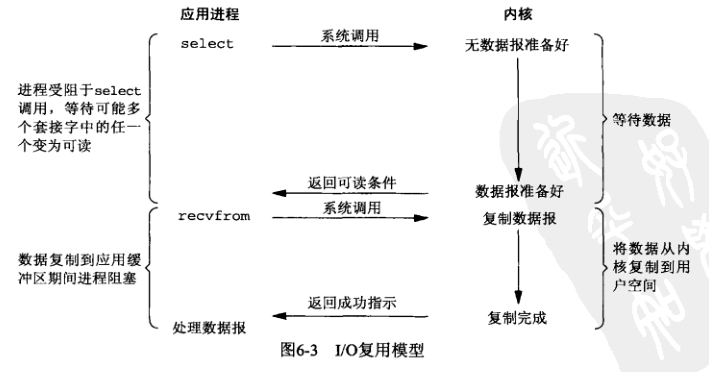 应用进程
内核
select
系统调用
无数据报准备好
进程受阻于select
调用，等待可能多
个套接字中的任一
个变为可读
等待数据
返回可读条件
数据报准备好
recvfrom
系统调用
复制数据报
数据复制到应用缓
冲区期间进程阻塞
将数据从内
核复制到用
户空间
返回成功指示
复制完成
处理数据报
图6-3 I/O复用模型